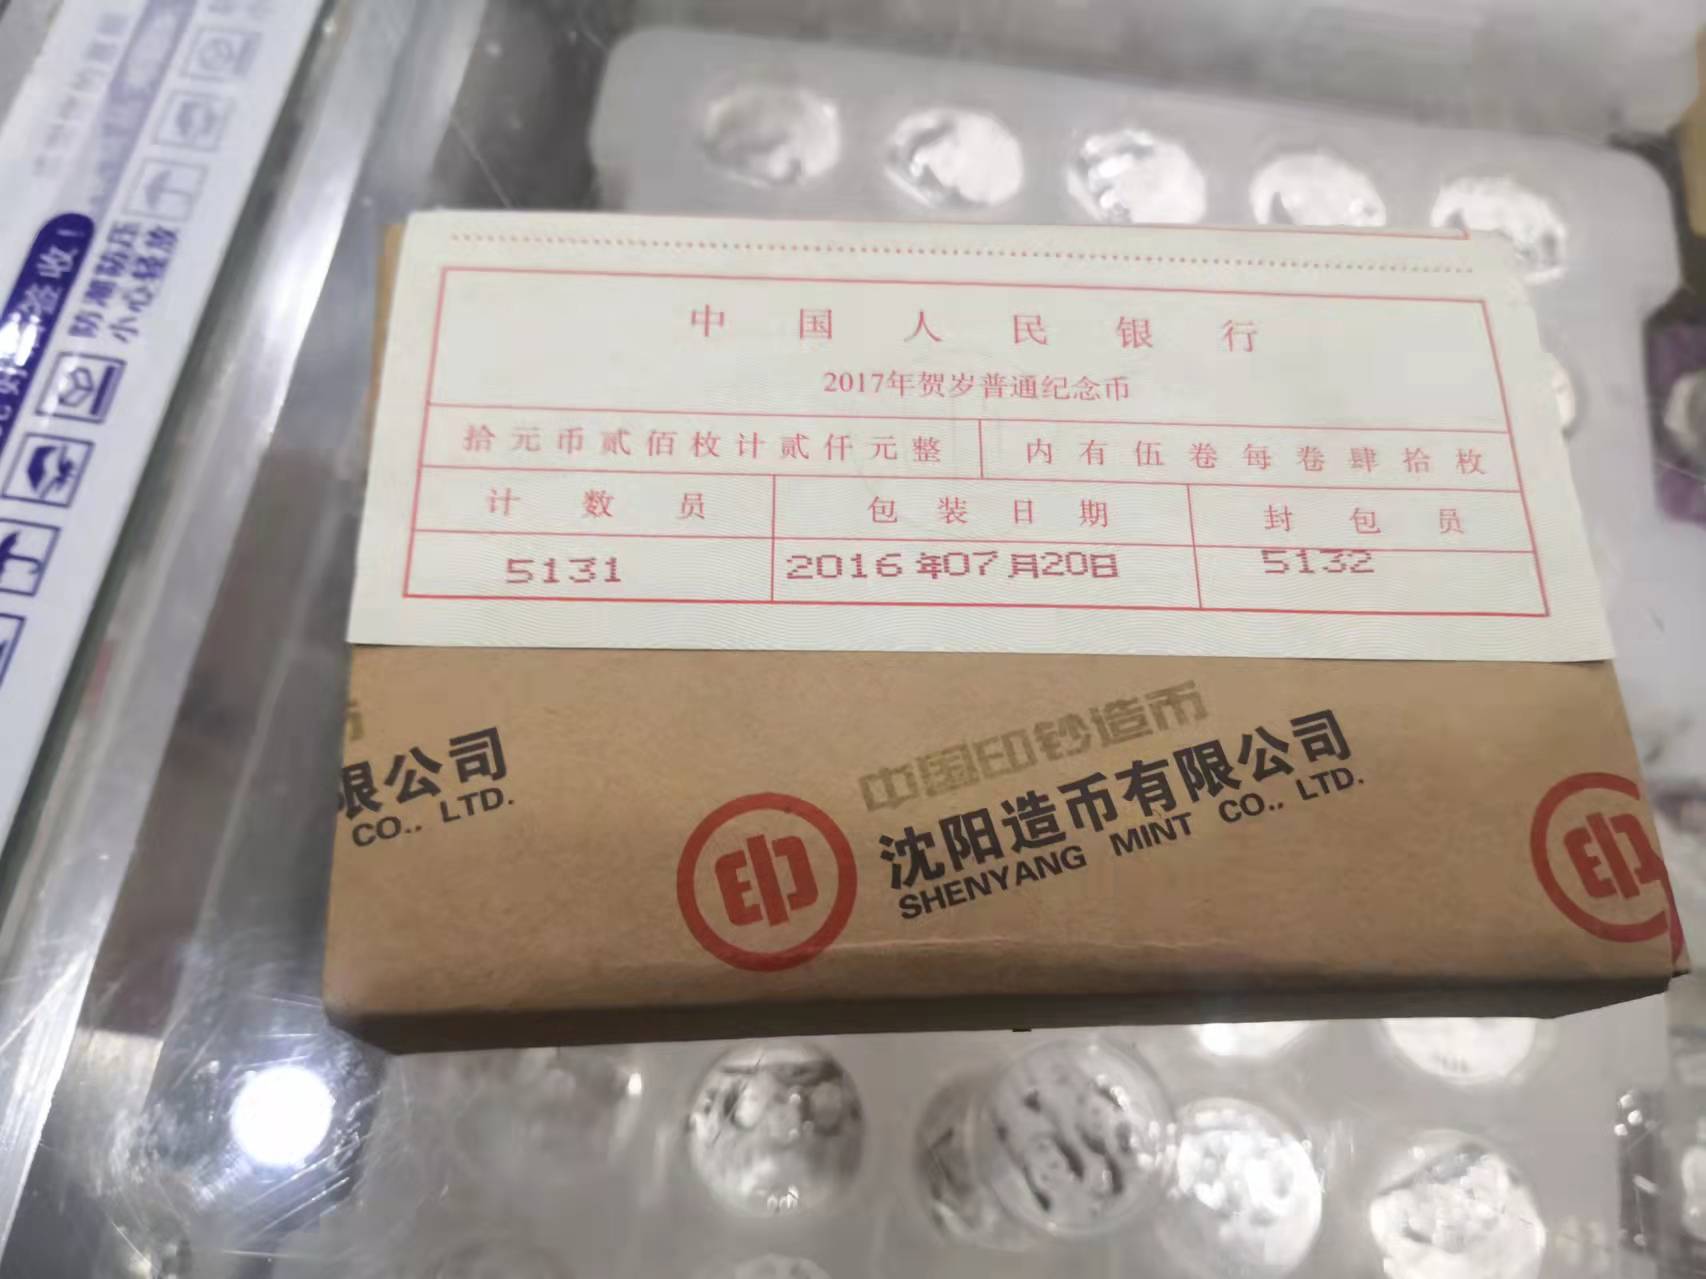 中国人民银行
2017年贺岁普通纪念币
拾元币贰佰枚计贰仟元整 内有伍卷每卷肆拾枚
计数员 包装日期 封包员
5131 2016年07月20日 5132
限公司
CO., LTD.
印
中国印钞造币
沈阳造币有限公司
SHENYANG MINT CO., LTD.
印
签收!
防潮防压
小心轻放